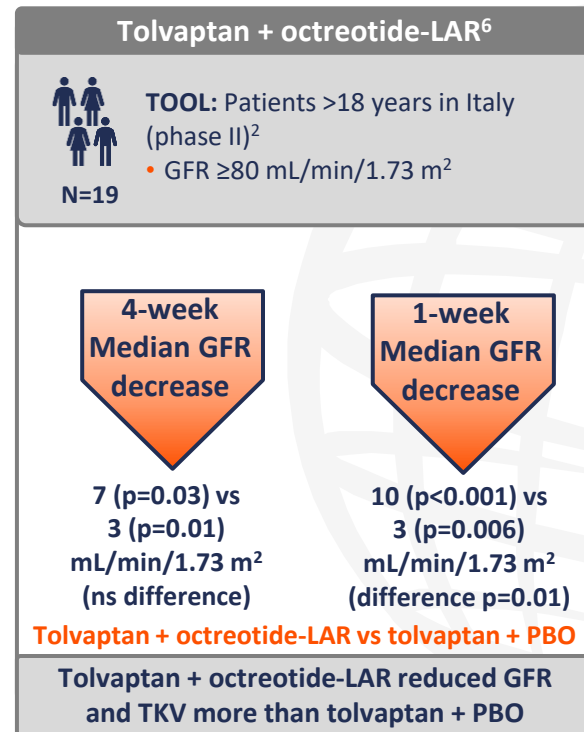 Tolvaptan + octreotide-LAR⁶
TOOL: Patients >18 years in Italy
(phase II)²
• GFR ≥80 mL/min/1.73 m²
N=19
4-week
Median GFR
decrease
1-week
Median GFR
decrease
7 (p=0.03) vs
3 (p=0.01)
mL/min/1.73 m²
(ns difference)
10 (p<0.001) vs
3 (p=0.006)
mL/min/1.73 m²
(difference p=0.01)
Tolvaptan + octreotide-LAR vs tolvaptan + PBO
Tolvaptan + octreotide-LAR reduced GFR
and TKV more than tolvaptan + PBO